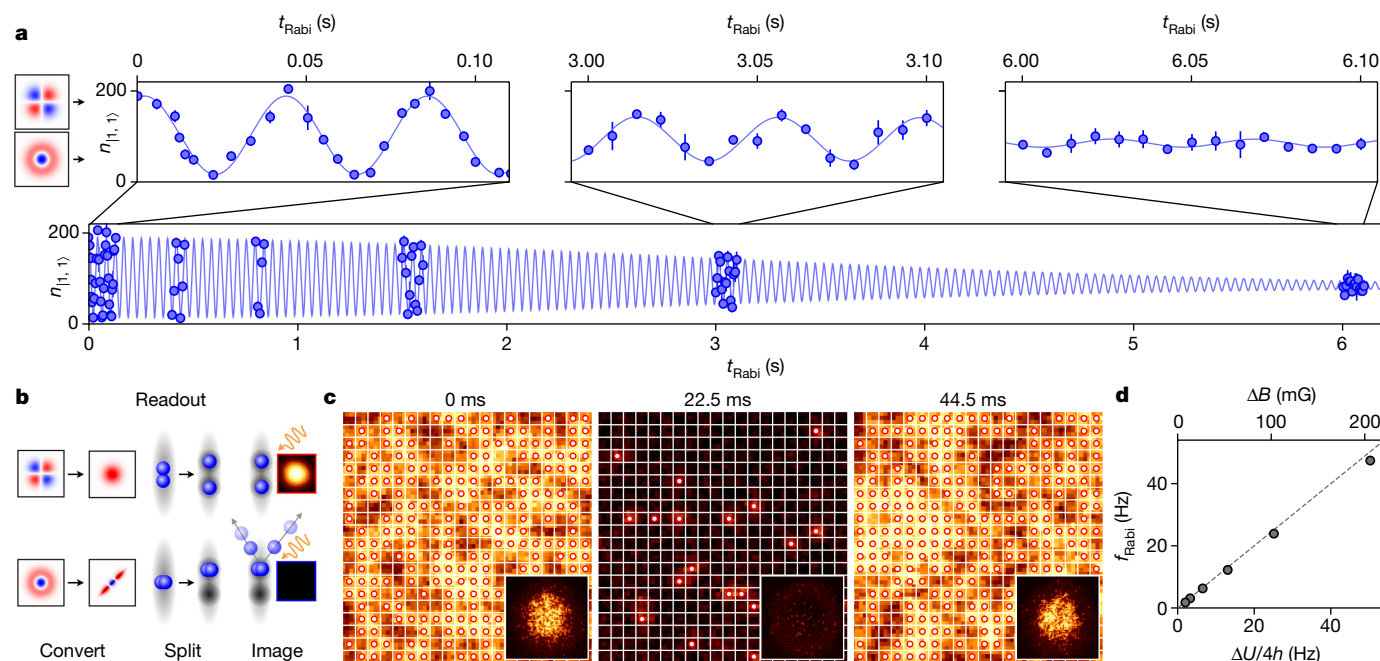 a
t_Rabi (s)
t_Rabi (s)
t_Rabi (s)
0 0.05 0.10
3.00 3.05 3.10
6.00 6.05 6.10
200
n|1, 1⟩
0
200
n|1, 1⟩
0
0 1 2 3 4 5 6
t_Rabi (s)
b
Readout
Convert Split Image
c
0 ms 22.5 ms 44.5 ms
d
ΔB (mG)
0 100 200
40
f_Rabi (Hz)
20
0
0 20 40
ΔU/4h (Hz)